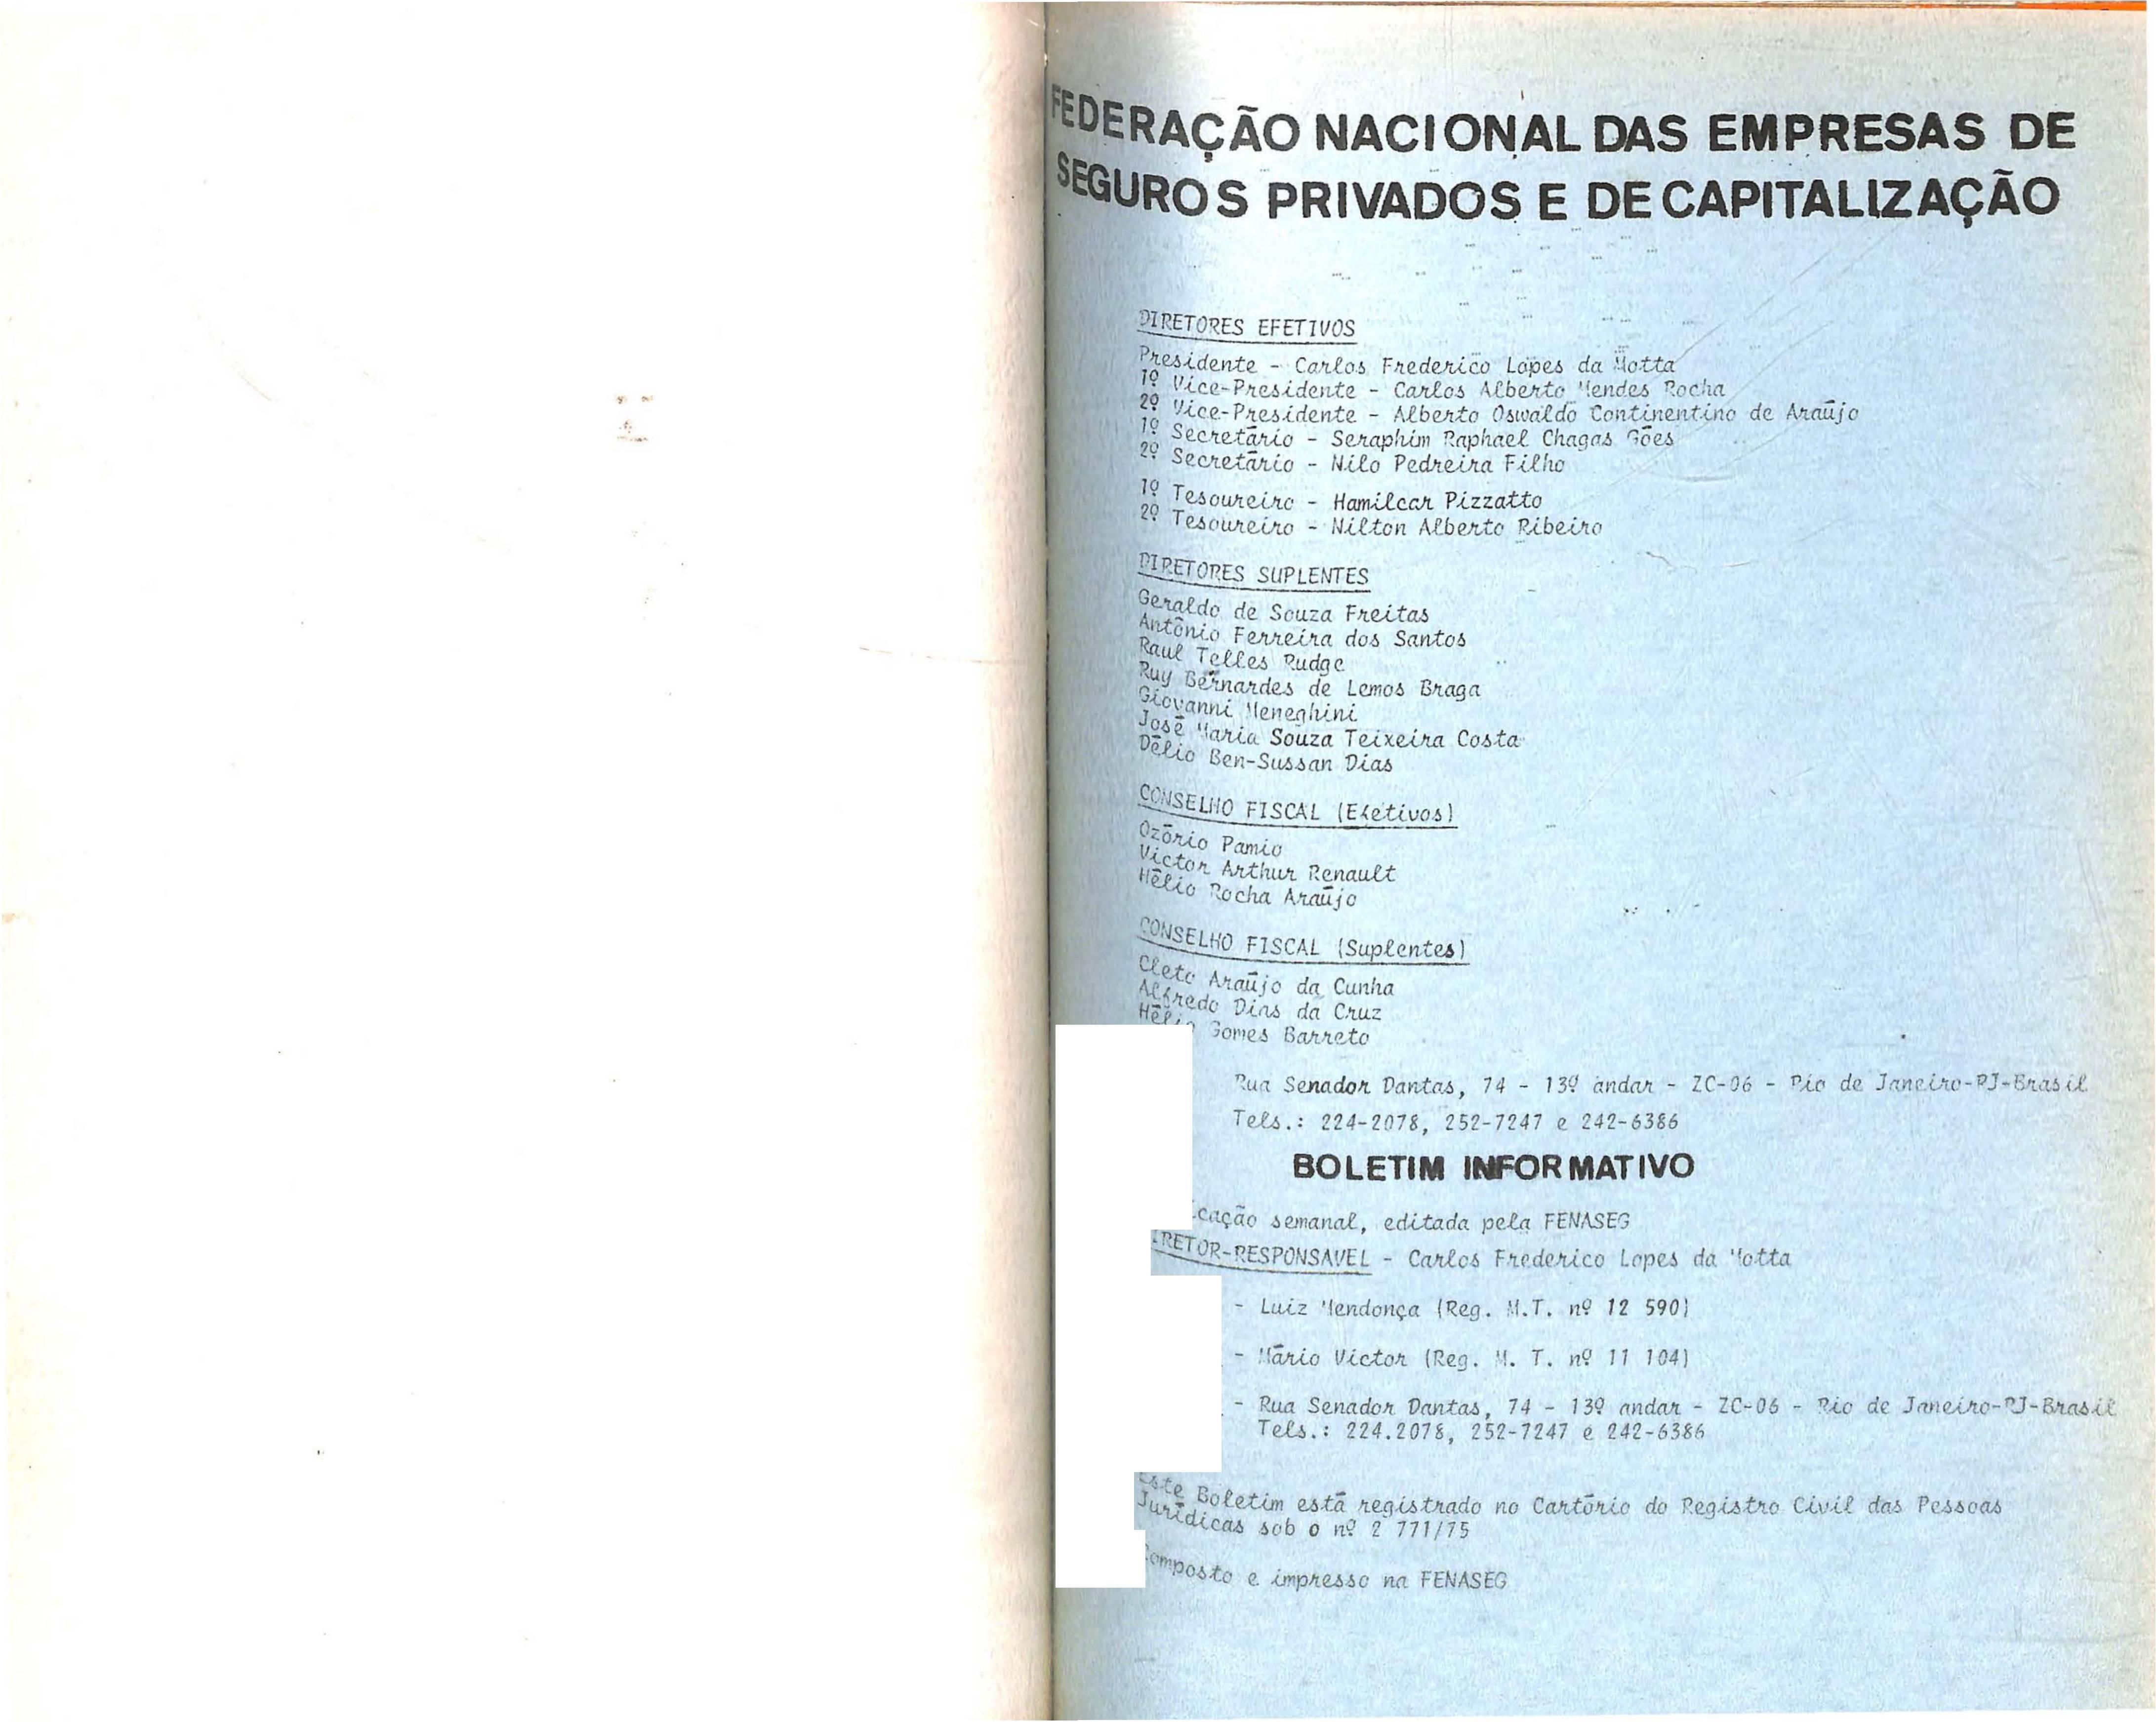 FEDERAÇÃO NACIONAL DAS EMPRESAS DE
SEGUROS PRIVADOS E DE CAPITALIZAÇÃO
DIRETORES EFETIVOS
Presidente - Carlos Frederico Lopes da Motta
1º Vice-Presidente - Carlos Alberto Mendes Rocha
2º Vice-Presidente - Alberto Oswaldo Continentino de Araújo
1º Secretário - Seraphim Raphael Chagas Góes
2º Secretário - Nilo Pedreira Filho
1º Tesoureiro - Hamilcar Pizzatto
2º Tesoureiro - Nilton Alberto Ribeiro
DIRETORES SUPLENTES
Geraldo de Souza Freitas
Antônio Ferreira dos Santos
Raul Telles Rudge
Ruy Bernardes de Lemos Braga
Giovanni Meneghini
José Maria Souza Teixeira Costa
Délio Ben-Sussan Dias
CONSELHO FISCAL (Efetivos)
Ozório Pamio
Victor Arthur Renault
Hélio Rocha Araújo
CONSELHO FISCAL (Suplentes)
Cleto Araújo da Cunha
Alfredo Dias da Cruz
Hélio Gomes Barreto
Rua Senador Dantas, 74 - 13º andar - ZC-06 - Rio de Janeiro-RJ-Brasil
Tels.: 224-2078, 252-7247 e 242-6386
BOLETIM INFORMATIVO
cação semanal, editada pela FENASEG
IRETOR-RESPONSAVEL - Carlos Frederico Lopes da Motta
- Luiz Mendonça (Reg. M.T. nº 12 590)
- Mário Victor (Reg. M. T. nº 11 104)
- Rua Senador Dantas, 74 - 13º andar - ZC-06 - Rio de Janeiro-RJ-Brasil
Tels.: 224.2078, 252-7247 e 242-6386
Este Boletim está registrado no Cartório do Registro Civil das Pessoas
Jurídicas sob o nº 2 771/75
Composto e impresso na FENASEG